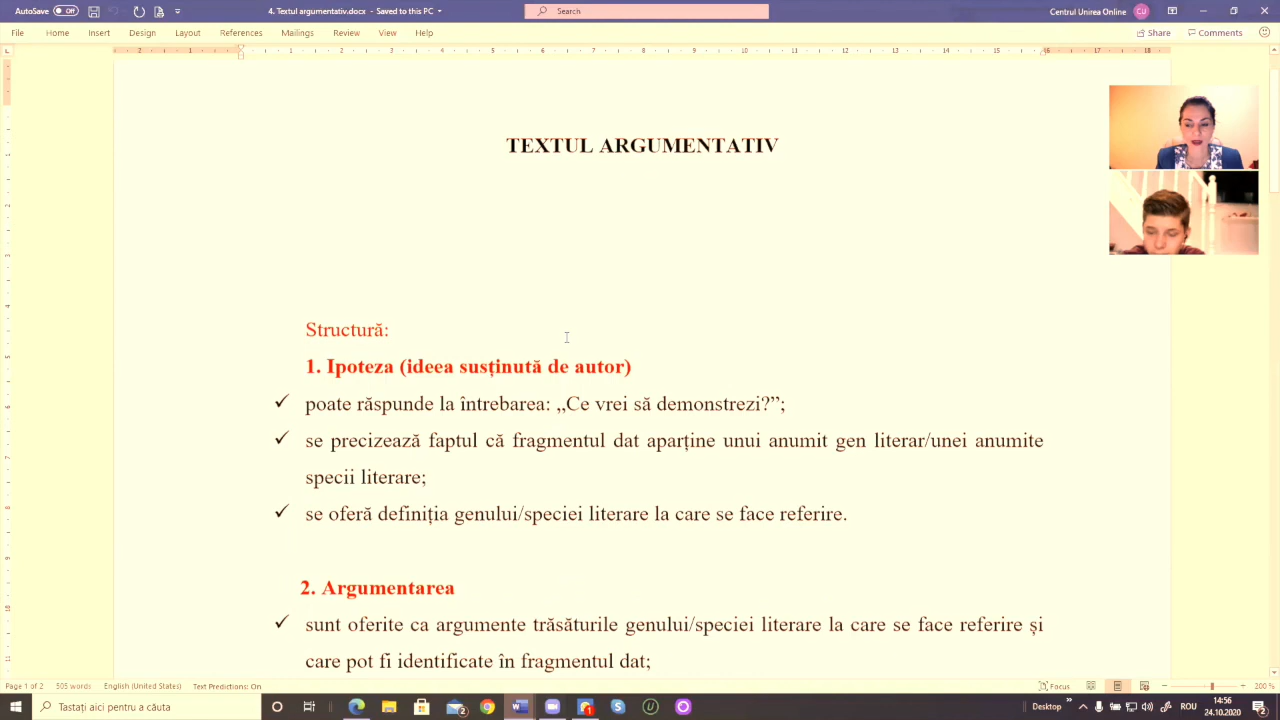 AutoSave Off
4. Textul Argumentativ.docx
Search
Centrul Unirea Online
File Home Insert Draw Design Layout References Mailings Review View Help
Share Comments
TEXTUL ARGUMENTATIV
Structură:
1. Ipoteza (ideea susținută de autor)
✓ poate răspunde la întrebarea: „Ce vrei să demonstrezi?”;
✓ se precizează faptul că fragmentul dat aparține unui anumit gen literar/unei anumite
specii literare;
✓ se oferă definiția genului/speciei literare la care se face referire.
2. Argumentarea
✓ sunt oferite ca argumente trăsăturile genului/speciei literare la care se face referire și
care pot fi identificate în fragmentul dat;
Page 1 of 2 505 words English (United States) Text Predictions: On
Focus
200 %
Tastați aici pentru a căuta
Desktop
14:56
24.10.2020